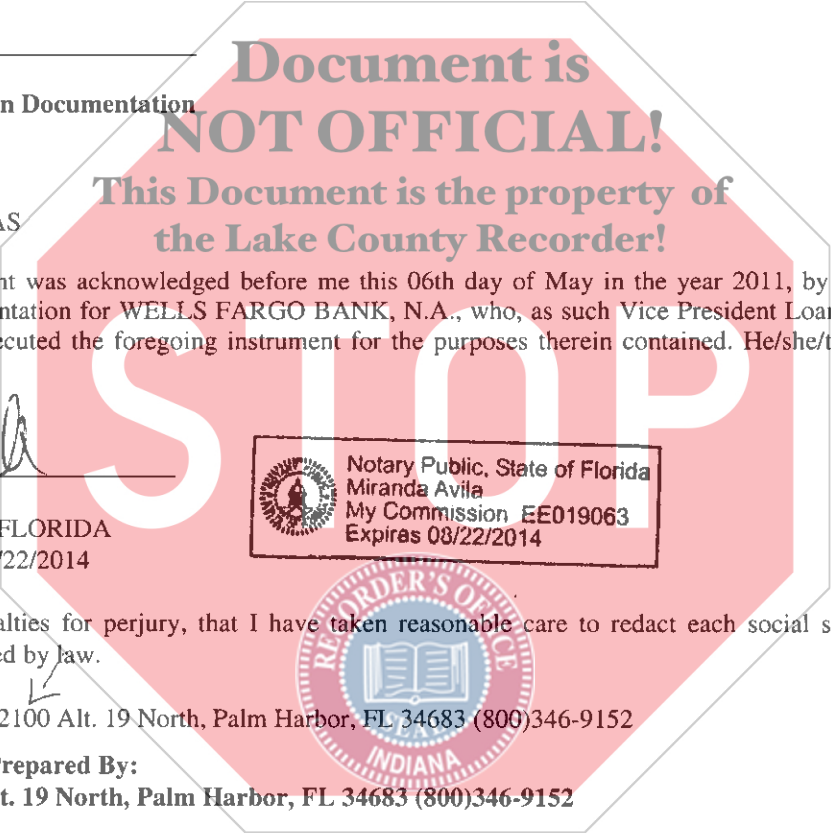 Document is
n Documentation
NOT OFFICIAL!
This Document is the property of
AS
the Lake County Recorder!
nt was acknowledged before me this 06th day of May in the year 2011, by
ntation for WELLS FARGO BANK, N.A., who, as such Vice President Loan
ecuted the foregoing instrument for the purposes therein contained. He/she/t
STOP
Notary Public, State of Florida
Miranda Avila
My Commission EE019063
Expires 08/22/2014
FLORIDA
/22/2014
RECORDER'S OFFICE
alties for perjury, that I have taken reasonable care to redact each social s
ed by law.
2100 Alt. 19 North, Palm Harbor, FL 34683 (800)346-9152
SEAL
INDIANA
Prepared By:
t. 19 North, Palm Harbor, FL 34683 (800)346-9152